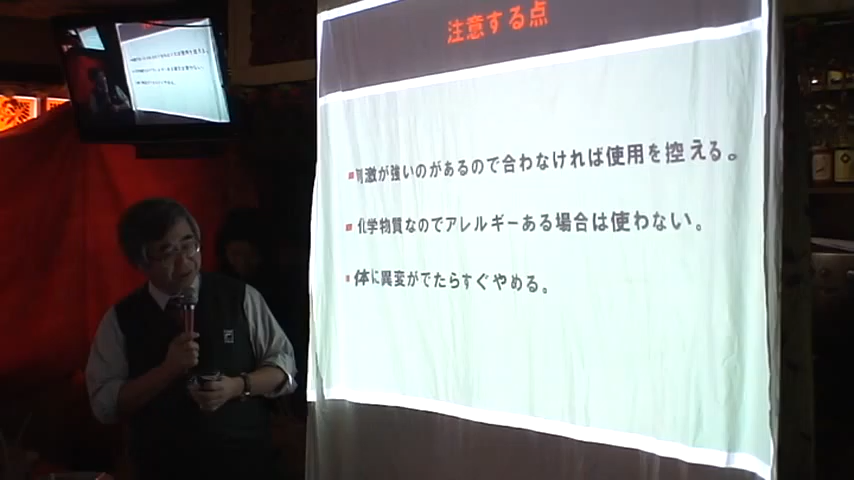 注意する点
刺激が強いのがあるので合わなければ使用を控える。
化学物質なのでアレルギーある場合は使わない。
体に異変がでたらすぐやめる。